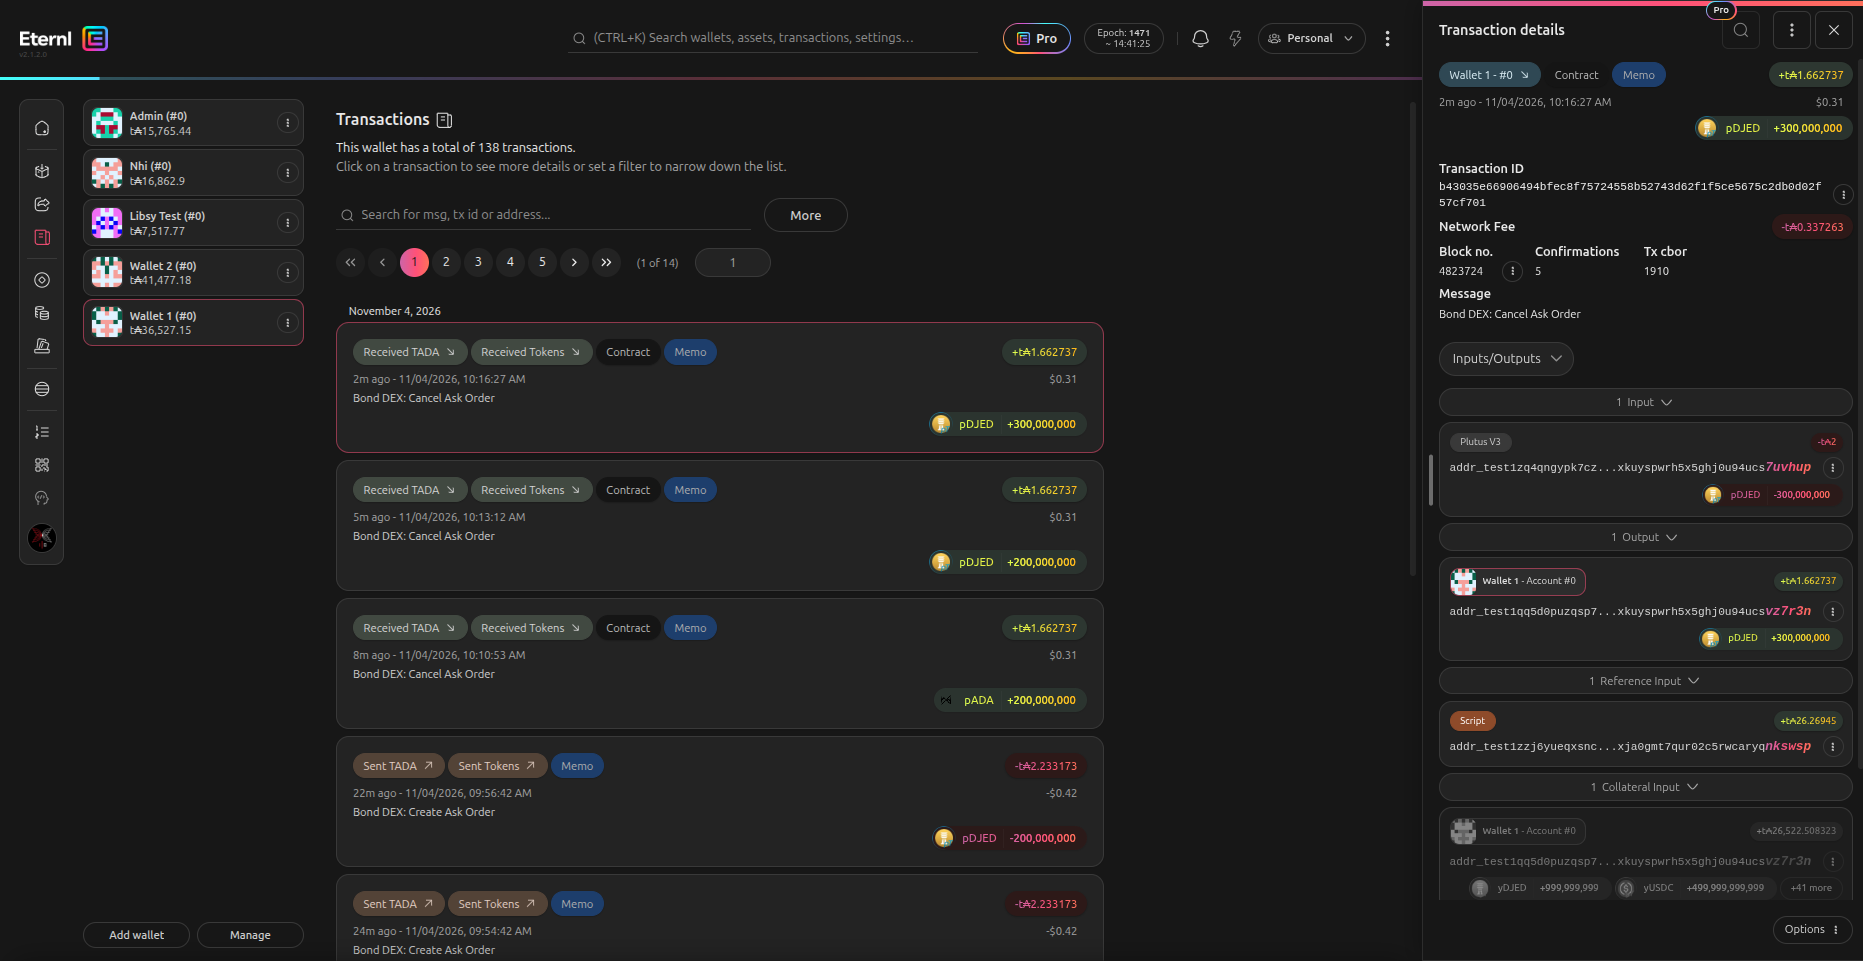 Eternl
v2.1.2.0
(CTRL+K) Search wallets, assets, transactions, settings...
Pro
Epoch: 1471
~ 14:41:25
Personal
Admin (#0)
t₳15,765.44
Nhi (#0)
t₳16,862.9
Libsy Test (#0)
t₳7,517.77
Wallet 2 (#0)
t₳41,477.18
Wallet 1 (#0)
t₳36,527.15
Add wallet
Manage
Transactions
This wallet has a total of 138 transactions.
Click on a transaction to see more details or set a filter to narrow down the list.
Search for msg, tx id or address...
More
1 2 3 4 5 (1 of 14) 1
November 4, 2026
Received TADA Received Tokens Contract Memo +t₳1.662737
2m ago - 11/04/2026, 10:16:27 AM $0.31
Bond DEX: Cancel Ask Order
pDJED +300,000,000
Received TADA Received Tokens Contract Memo +t₳1.662737
5m ago - 11/04/2026, 10:13:12 AM $0.31
Bond DEX: Cancel Ask Order
pDJED +200,000,000
Received TADA Received Tokens Contract Memo +t₳1.662737
8m ago - 11/04/2026, 10:10:53 AM $0.31
Bond DEX: Cancel Ask Order
pADA +200,000,000
Sent TADA Sent Tokens Memo -t₳2.233173
22m ago - 11/04/2026, 09:56:42 AM -$0.42
Bond DEX: Create Ask Order
pDJED -200,000,000
Sent TADA Sent Tokens Memo -t₳2.233173
24m ago - 11/04/2026, 09:54:42 AM -$0.42
Bond DEX: Create Ask Order
Pro
Transaction details
Wallet 1 - #0 Contract Memo +t₳1.662737
2m ago - 11/04/2026, 10:16:27 AM $0.31
pDJED +300,000,000
Transaction ID
b43035e66906494bfec8f75724558b52743d62f1f5ce5675c2db0d02f
57cf701
Network Fee -t₳0.337263
Block no. Confirmations Tx cbor
4823724 5 1910
Message
Bond DEX: Cancel Ask Order
Inputs/Outputs
1 Input
Plutus V3 -t₳2
addr_test1zq4qngypk7cz...xkuyspwrh5x5ghj0u94ucs7uvhup
pDJED -300,000,000
1 Output
Wallet 1 - Account #0 +t₳1.662737
addr_test1qq5d0puzqsp7...xkuyspwrh5x5ghj0u94ucsvz7r3n
pDJED +300,000,000
1 Reference Input
Script +t₳26.26945
addr_test1zzj6yueqxsnc...xja0gmt7qur02c5rwcaryqnkswsp
1 Collateral Input
Wallet 1 - Account #0 +t₳26,522.508323
addr_test1qq5d0puzqsp7...xkuyspwrh5x5ghj0u94ucsvz7r3n
yDJED +999,999,999 yUSDC +499,999,999,999 +41 more
Options